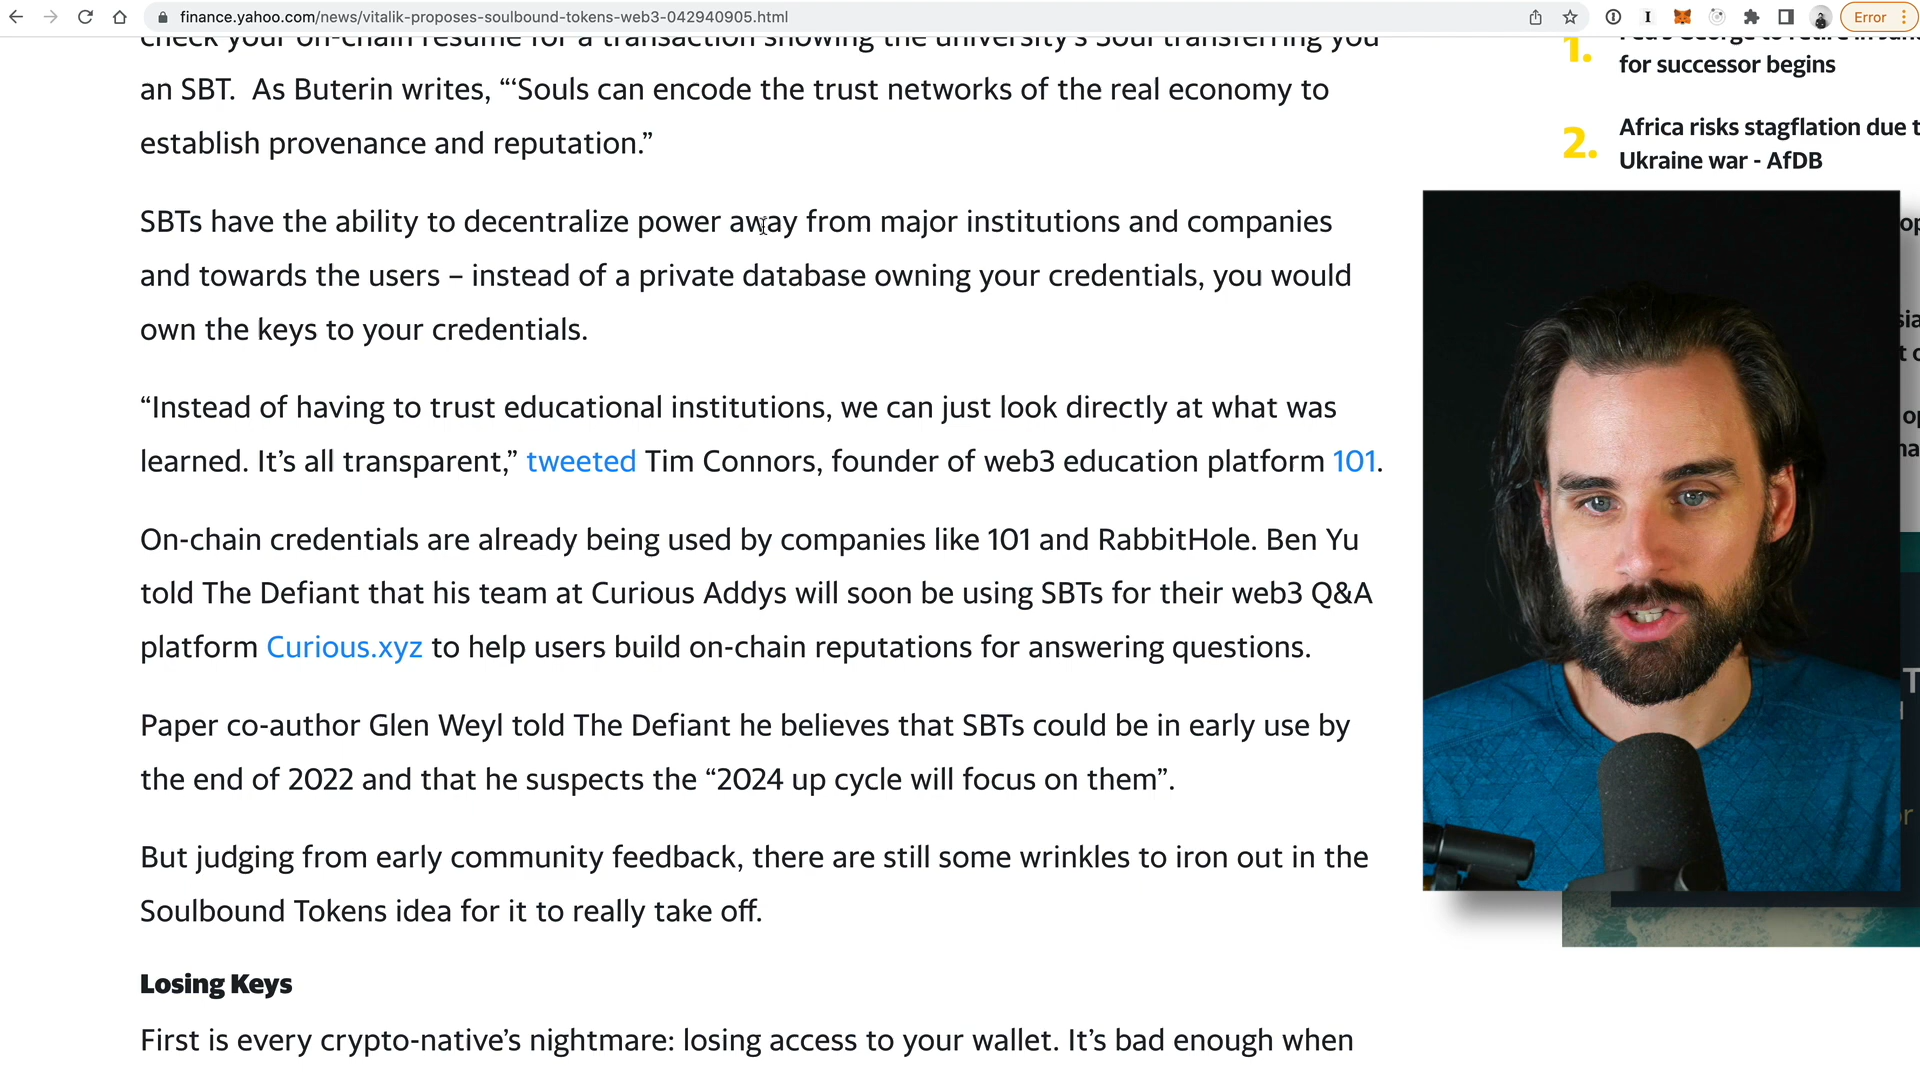 finance.yahoo.com/news/vitalik-proposes-soulbound-tokens-web3-042940905.html
Error
check your on-chain resume for a transaction showing the university's Soul transferring you
an SBT.  As Buterin writes, “‘Souls can encode the trust networks of the real economy to
establish provenance and reputation.”
SBTs have the ability to decentralize power away from major institutions and companies
and towards the users – instead of a private database owning your credentials, you would
own the keys to your credentials.
“Instead of having to trust educational institutions, we can just look directly at what was
learned. It’s all transparent,” tweeted Tim Connors, founder of web3 education platform 101.
On-chain credentials are already being used by companies like 101 and RabbitHole. Ben Yu
told The Defiant that his team at Curious Addys will soon be using SBTs for their web3 Q&A
platform Curious.xyz to help users build on-chain reputations for answering questions.
Paper co-author Glen Weyl told The Defiant he believes that SBTs could be in early use by
the end of 2022 and that he suspects the “2024 up cycle will focus on them”.
But judging from early community feedback, there are still some wrinkles to iron out in the
Soulbound Tokens idea for it to really take off.
Losing Keys
First is every crypto-native’s nightmare: losing access to your wallet. It’s bad enough when
1.
for successor begins
2. Africa risks stagflation due t
Ukraine war - AfDB